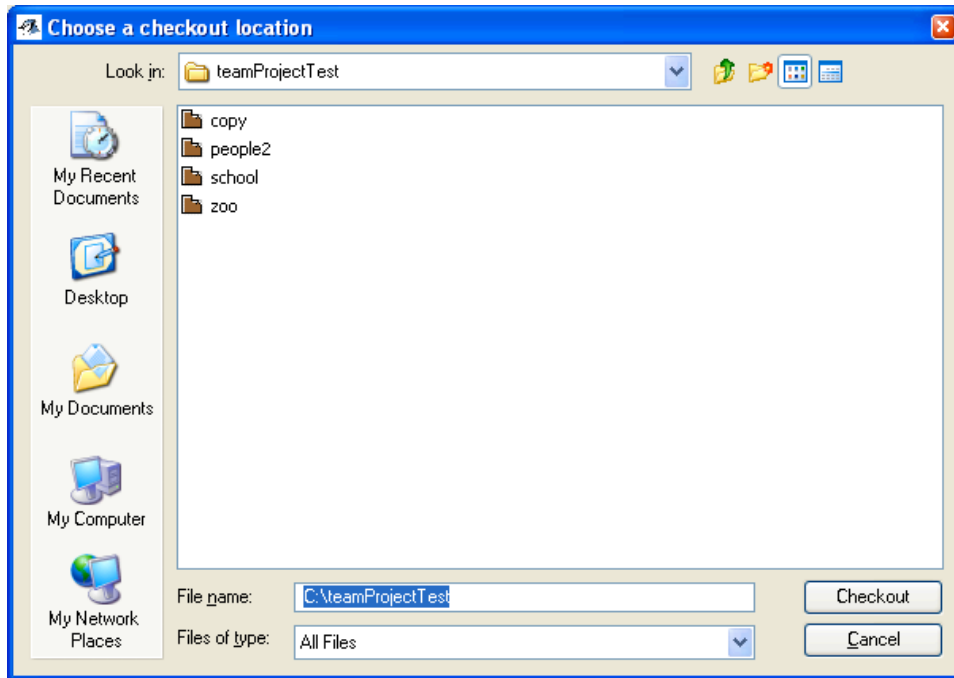 Choose a checkout location
Look in: teamProjectTest
copy
people2
school
zoo
My Recent
Documents
Desktop
My Documents
My Computer
My Network
Places
File name: C:\teamProjectTest Checkout
Files of type: All Files Cancel